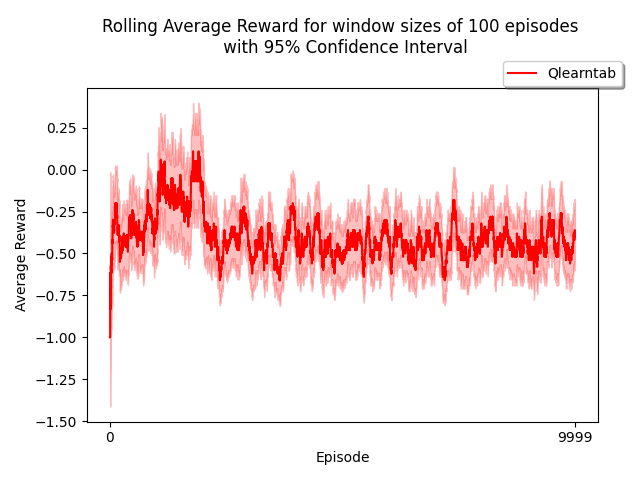 Rolling Average Reward for window sizes of 100 episodes
with 95% Confidence Interval
Qlearntab
0.25
0.00
−0.25
−0.50
−0.75
−1.00
−1.25
−1.50
Average Reward
0
9999
Episode